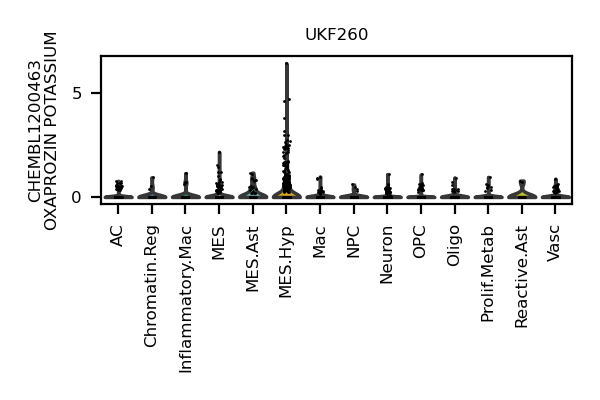 UKF260
CHEMBL1200463
OXAPROZIN POTASSIUM
5
0
AC
Chromatin.Reg
Inflammatory.Mac
MES
MES.Ast
MES.Hyp
Mac
NPC
Neuron
OPC
Oligo
Prolif.Metab
Reactive.Ast
Vasc